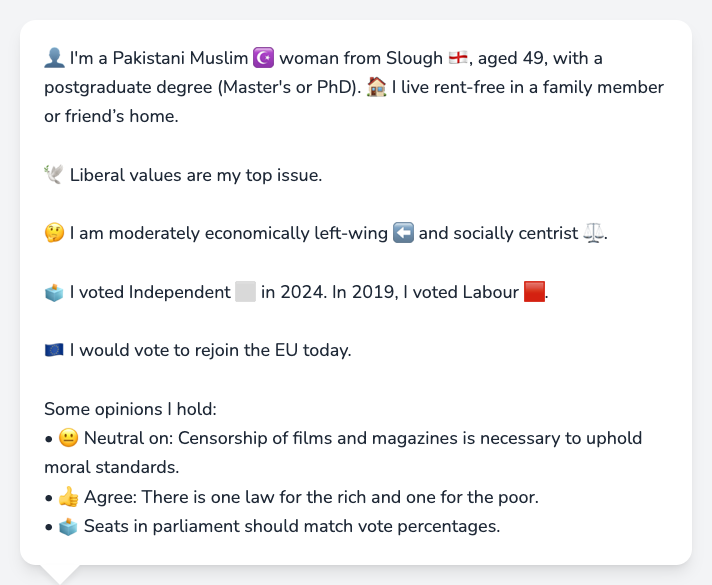 👤 I'm a Pakistani Muslim ☪️ woman from Slough 🏴󠁧󠁢󠁥󠁮󠁧󠁿, aged 49, with a
postgraduate degree (Master's or PhD). 🏠 I live rent-free in a family member
or friend’s home.
🕊️ Liberal values are my top issue.
🤔 I am moderately economically left-wing ⬅️ and socially centrist ⚖️.
🗳️ I voted Independent ⬜ in 2024. In 2019, I voted Labour 🟥.
🇪🇺 I would vote to rejoin the EU today.
Some opinions I hold:
• 😐 Neutral on: Censorship of films and magazines is necessary to uphold
moral standards.
• 👍 Agree: There is one law for the rich and one for the poor.
• 🗳️ Seats in parliament should match vote percentages.